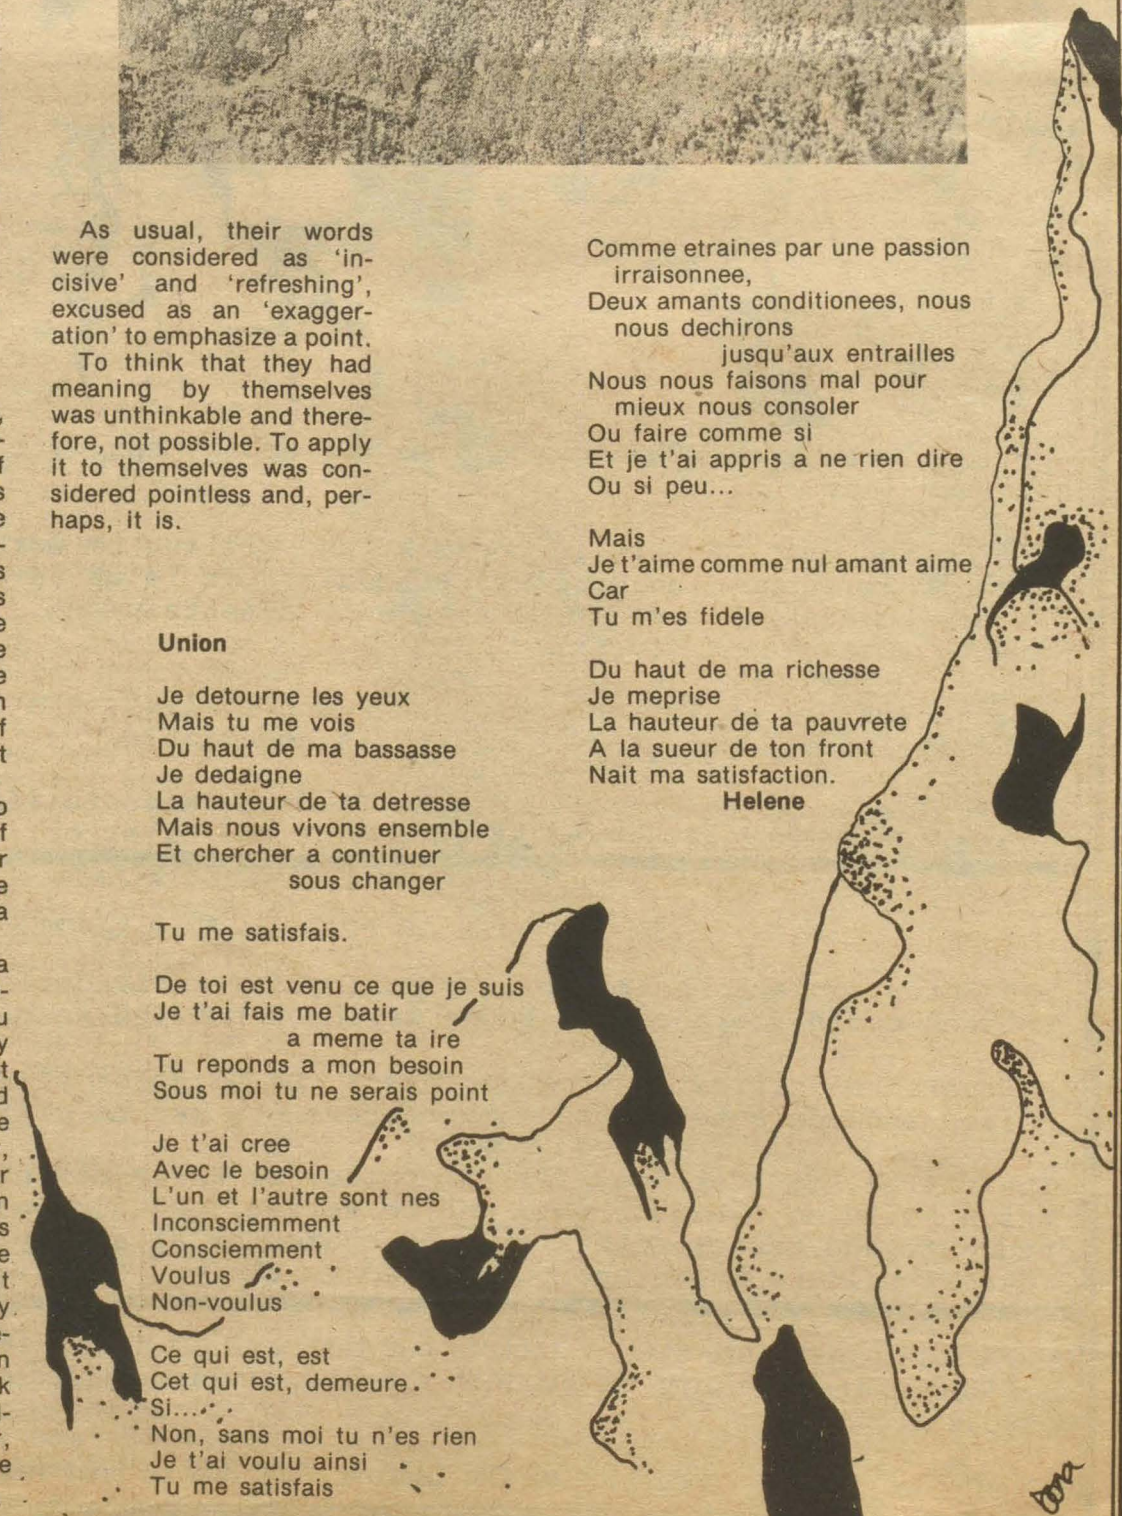 As usual, their words
were considered as 'in-
cisive' and 'refreshing',
excused as an 'exagger-
ation' to emphasize a point.
To think that they had
meaning by themselves
was unthinkable and there-
fore, not possible. To apply
it to themselves was con-
sidered pointless and, per-
haps, it is.
Union
Je detourne les yeux
Mais tu me vois
Du haut de ma bassasse
Je dedaigne
La hauteur de ta detresse
Mais nous vivons ensemble
Et chercher a continuer
sous changer
Tu me satisfais.
De toi est venu ce que je suis
Je t'ai fais me batir
a meme ta ire
Tu reponds a mon besoin
Sous moi tu ne serais point
Je t'ai cree
Avec le besoin
L'un et l'autre sont nes
Inconsciemment
Consciemment
Voulus
Non-voulus
Ce qui est, est
Cet qui est, demeure.
Si....
Non, sans moi tu n'es rien
Je t'ai voulu ainsi
Tu me satisfais
Comme etraines par une passion
irraisonnee,
Deux amants conditionees, nous
nous dechirons
jusqu'aux entrailles
Nous nous faisons mal pour
mieux nous consoler
Ou faire comme si
Et je t'ai appris a ne rien dire
Ou si peu...
Mais
Je t'aime comme nul amant aime
Car
Tu m'es fidele
Du haut de ma richesse
Je meprise
La hauteur de ta pauvrete
A la sueur de ton front
Nait ma satisfaction.
Helene